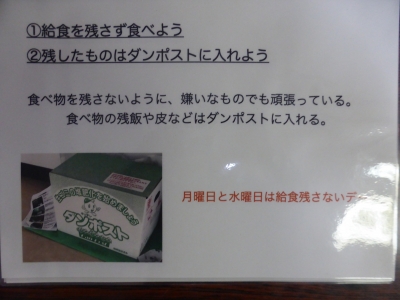 ①給食を残さず食べよう
②残したものはダンポストに入れよう
食べ物を残さないように、嫌いなものでも頑張っている。
食べ物の残飯や皮などはダンポストに入れる。
月曜日と水曜日は給食残さないデー
ダンポスト